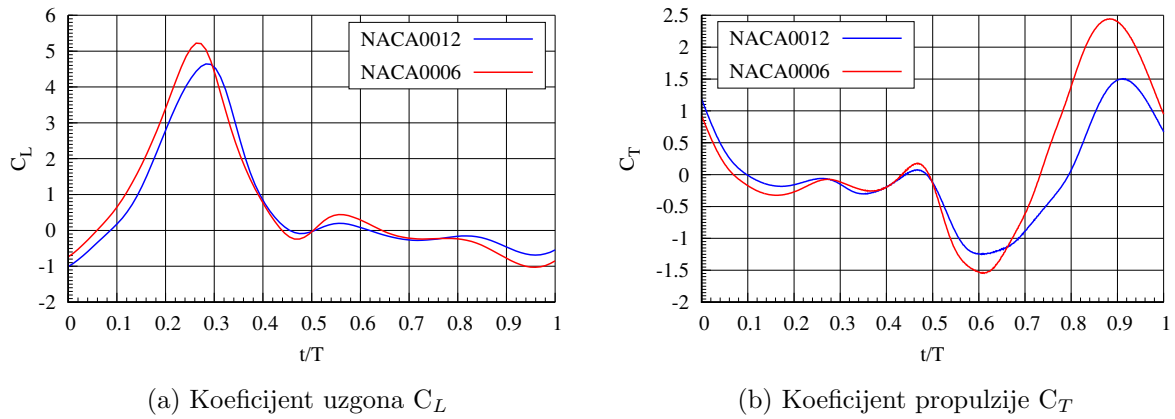 6
5
4
3
2
1
0
-1
-2
C_L
NACA0012
NACA0006
0 0.1 0.2 0.3 0.4 0.5 0.6 0.7 0.8 0.9 1
t/T
(a) Koeficijent uzgona C_L
2.5
2
1.5
1
0.5
0
-0.5
-1
-1.5
-2
C_T
NACA0012
NACA0006
0 0.1 0.2 0.3 0.4 0.5 0.6 0.7 0.8 0.9 1
t/T
(b) Koeficijent propulzije C_T